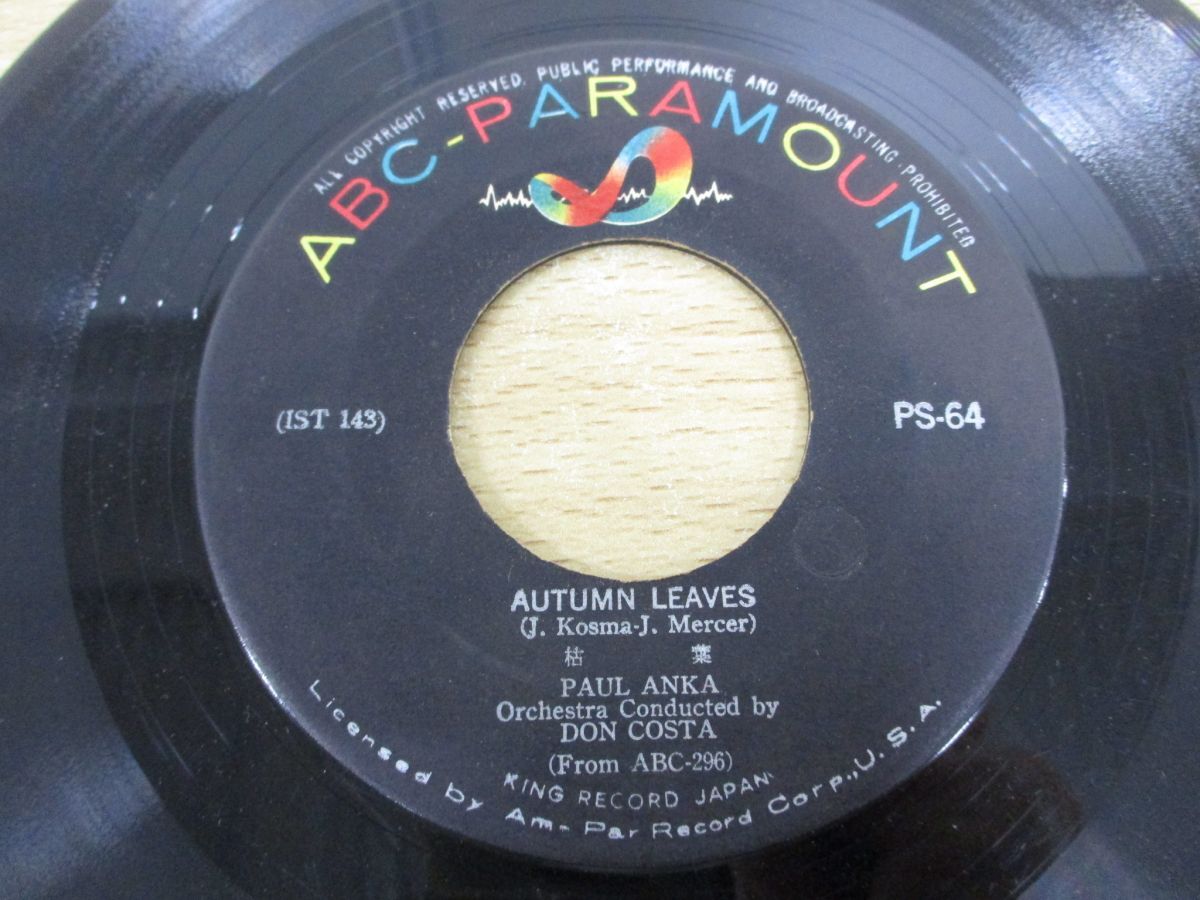 ALL COPYRIGHT RESERVED. PUBLIC PERFORMANCE AND BROADCASTING PROHIBITED
ABC-PARAMOUNT
(IST 143)
PS-64
AUTUMN LEAVES
(J. Kosma-J. Mercer)
枯 葉
PAUL ANKA
Orchestra Conducted by
DON COSTA
(From ABC-296)
KING RECORD JAPAN
Licensed by Am-Par Record Corp., U.S.A.